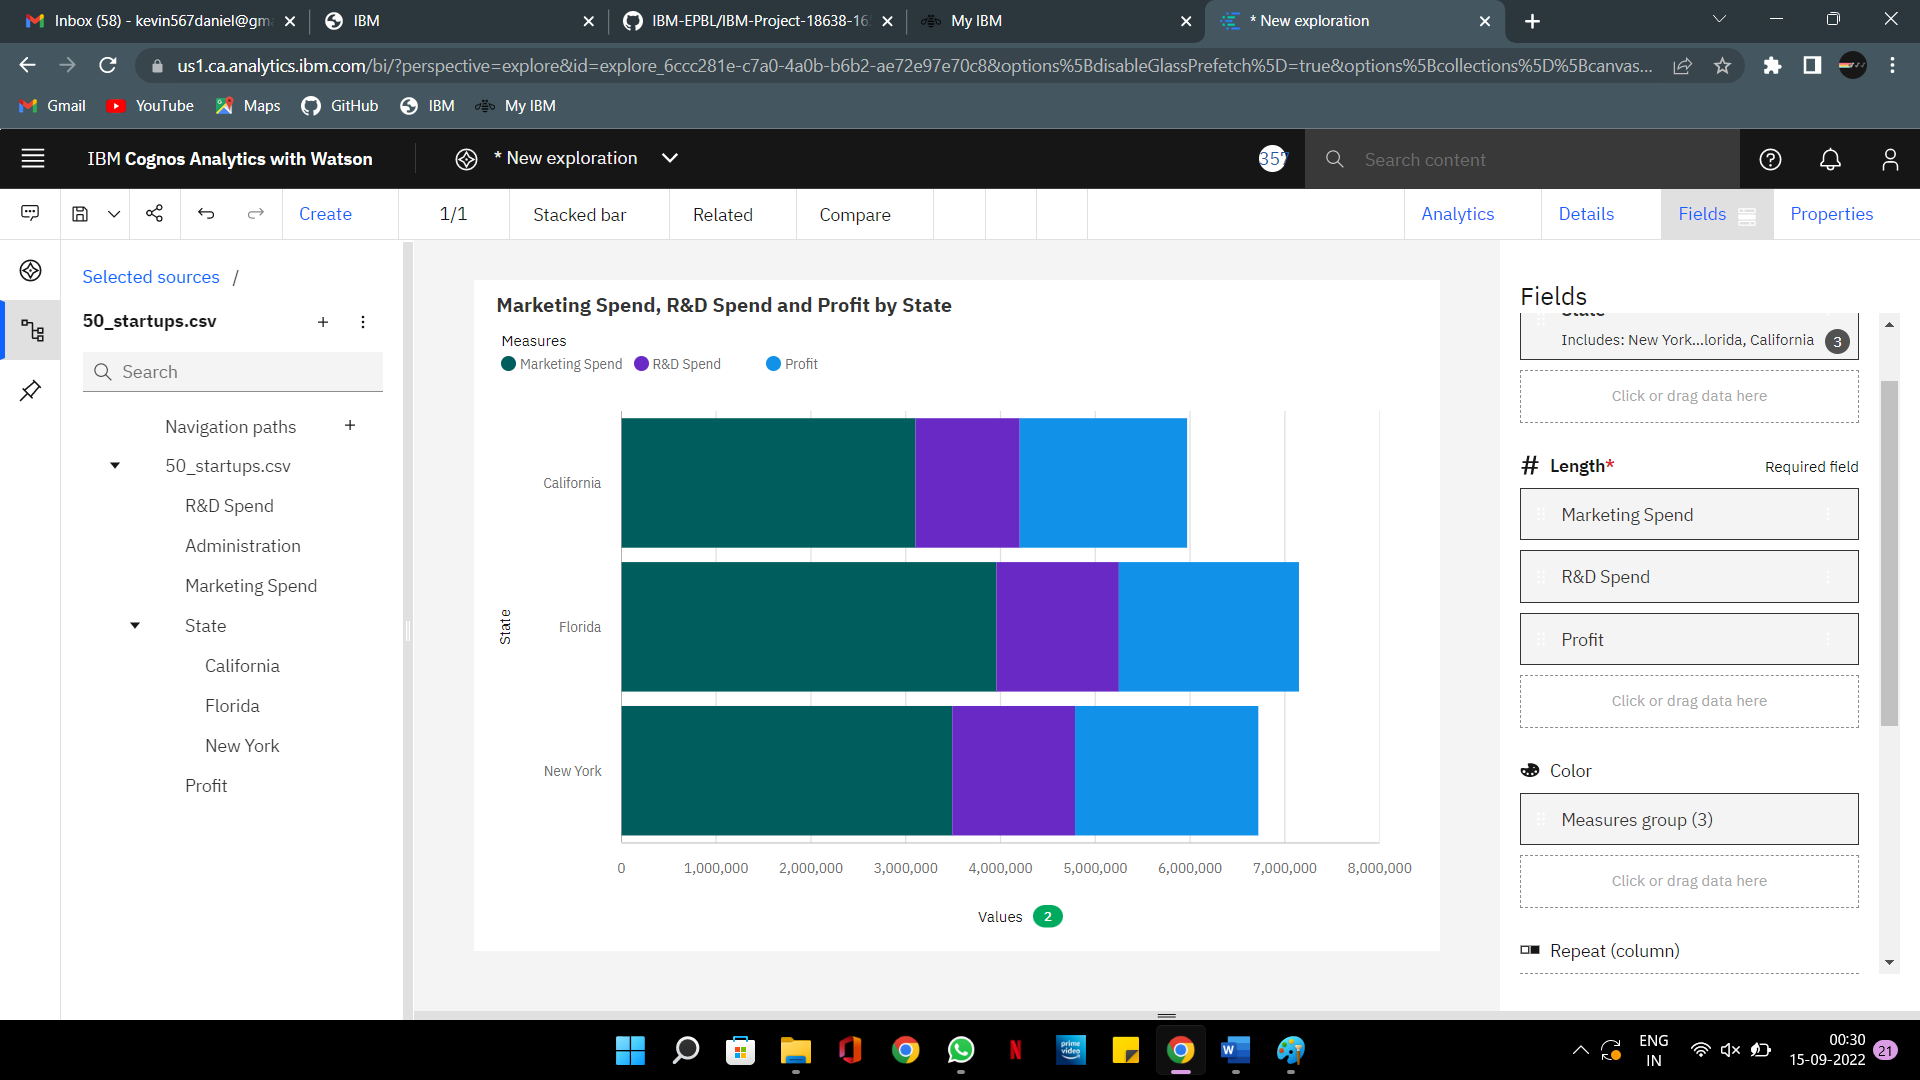 Inbox (58) - kevin567daniel@gm
IBM
IBM-EPBL/IBM-Project-18638-16
My IBM
* New exploration
us1.ca.analytics.ibm.com/bi/?perspective=explore&id=explore_6ccc281e-c7a0-4a0b-b6b2-ae72e97e70c8&options%5BdisableGlassPrefetch%5D=true&options%5Bcollections%5D%5Bcanvas...
Gmail
YouTube
Maps
GitHub
IBM
My IBM
IBM Cognos Analytics with Watson
* New exploration
357
Search content
Create
1/1
Stacked bar
Related
Compare
Analytics
Details
Fields
Properties
Selected sources /
50_startups.csv
Search
Navigation paths
50_startups.csv
R&D Spend
Administration
Marketing Spend
State
California
Florida
New York
Profit
Marketing Spend, R&D Spend and Profit by State
Measures
Marketing Spend R&D Spend Profit
State
California
Florida
New York
0 1,000,000 2,000,000 3,000,000 4,000,000 5,000,000 6,000,000 7,000,000 8,000,000
Values 2
Fields
State
Includes: New York...lorida, California 3
Click or drag data here
# Length* Required field
Marketing Spend
R&D Spend
Profit
Click or drag data here
Color
Measures group (3)
Click or drag data here
Repeat (column)
prime video
W
N
ENG
IN
00:30
15-09-2022
21